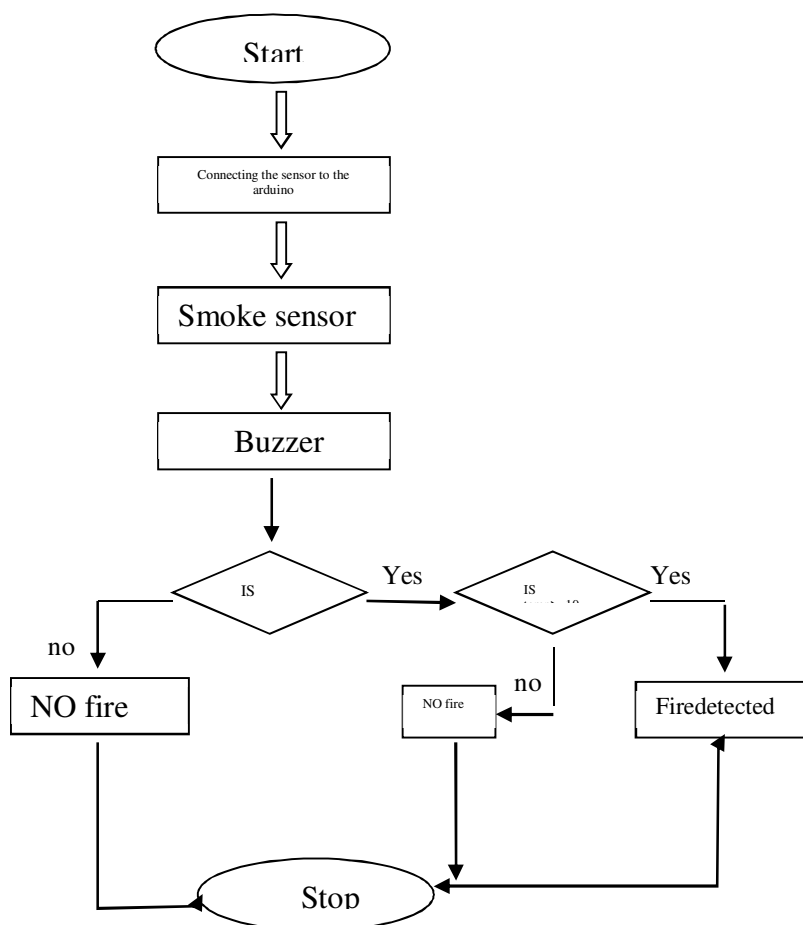 Start
Connecting the sensor to the
arduino
Smoke sensor
Buzzer
IS
Yes
IS
Yes
no
NO fire
no
NO fire
Firedetected
Stop